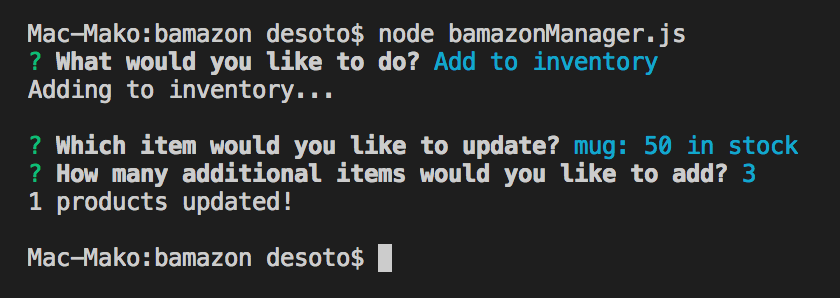 Mac-Mako:bamazon desoto$ node bamazonManager.js
? What would you like to do? Add to inventory
Adding to inventory...
? Which item would you like to update? mug: 50 in stock
? How many additional items would you like to add? 3
1 products updated!
Mac-Mako:bamazon desoto$